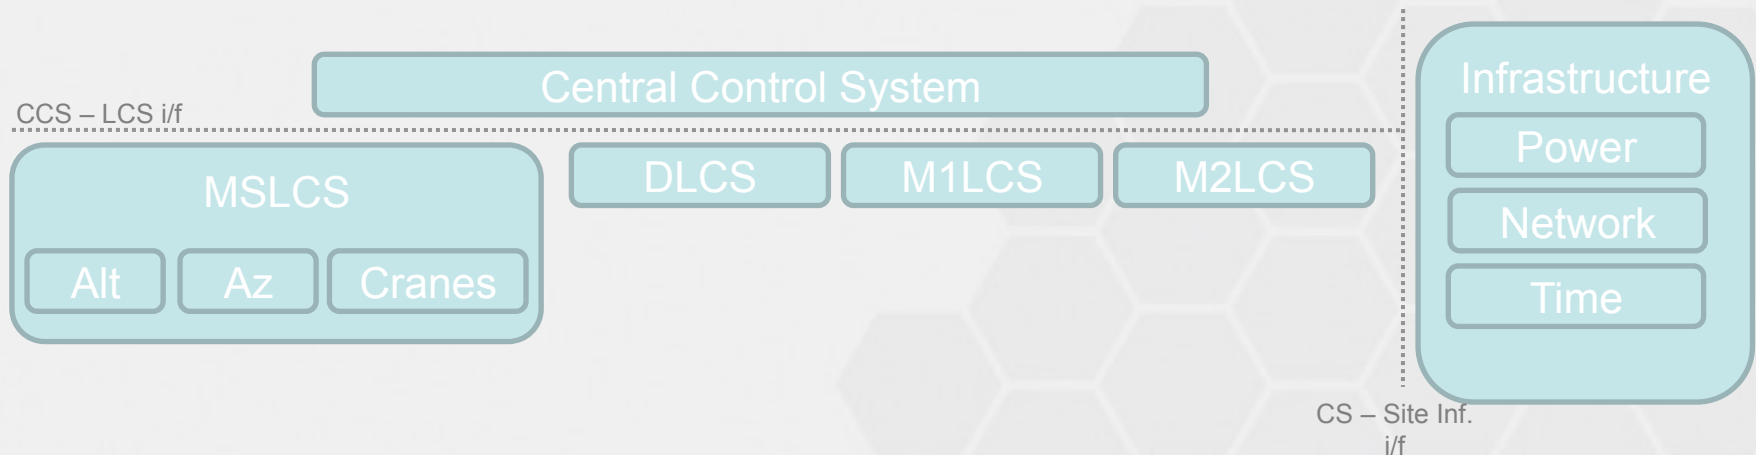 Central Control System
CCS – LCS i/f
MSLCS
Alt
Az
Cranes
DLCS
M1LCS
M2LCS
Infrastructure
Power
Network
Time
CS – Site Inf.
i/f